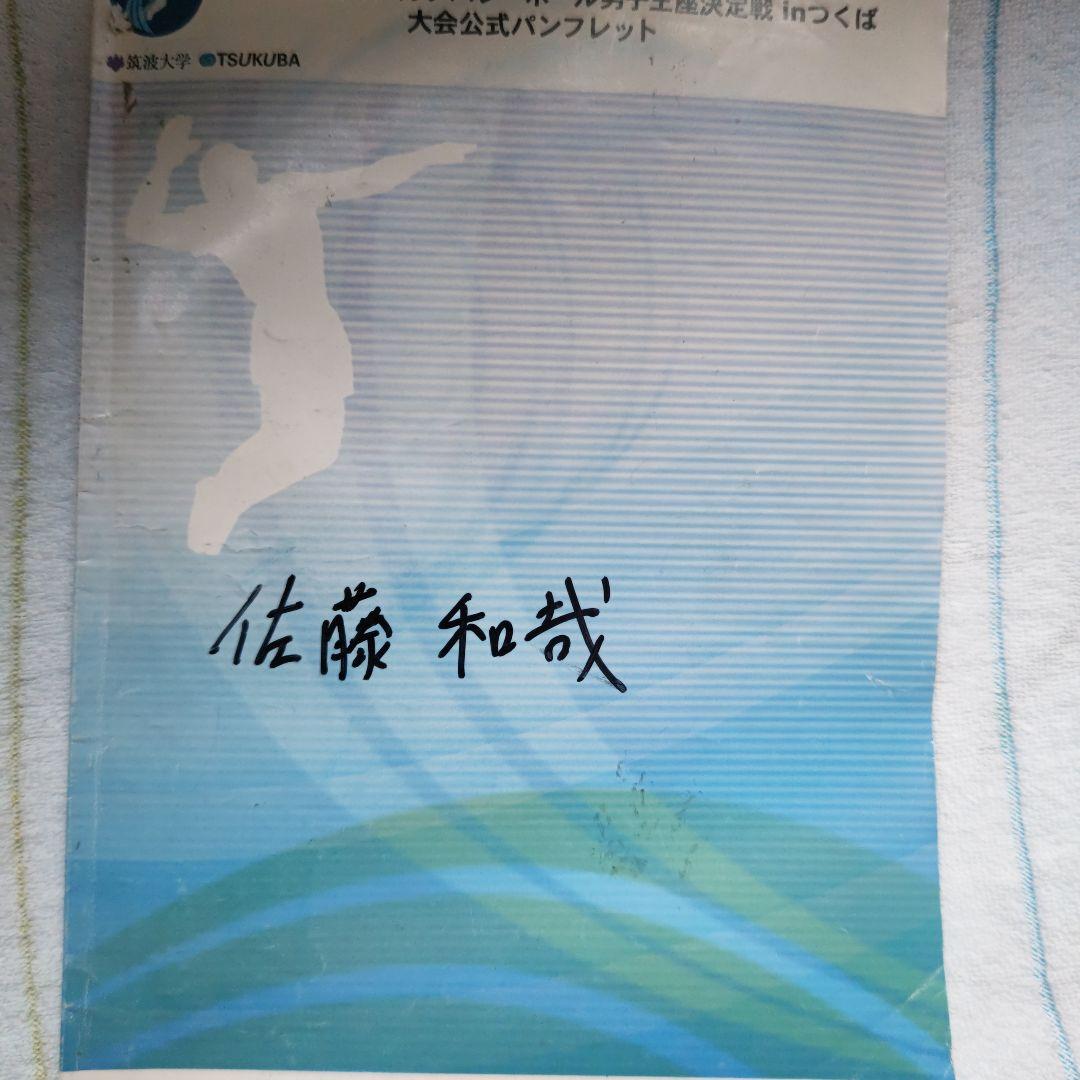 ール男子王座決定戦 inつくば
大会公式パンフレット
筑波大学 TSUKUBA
佐藤 和哉